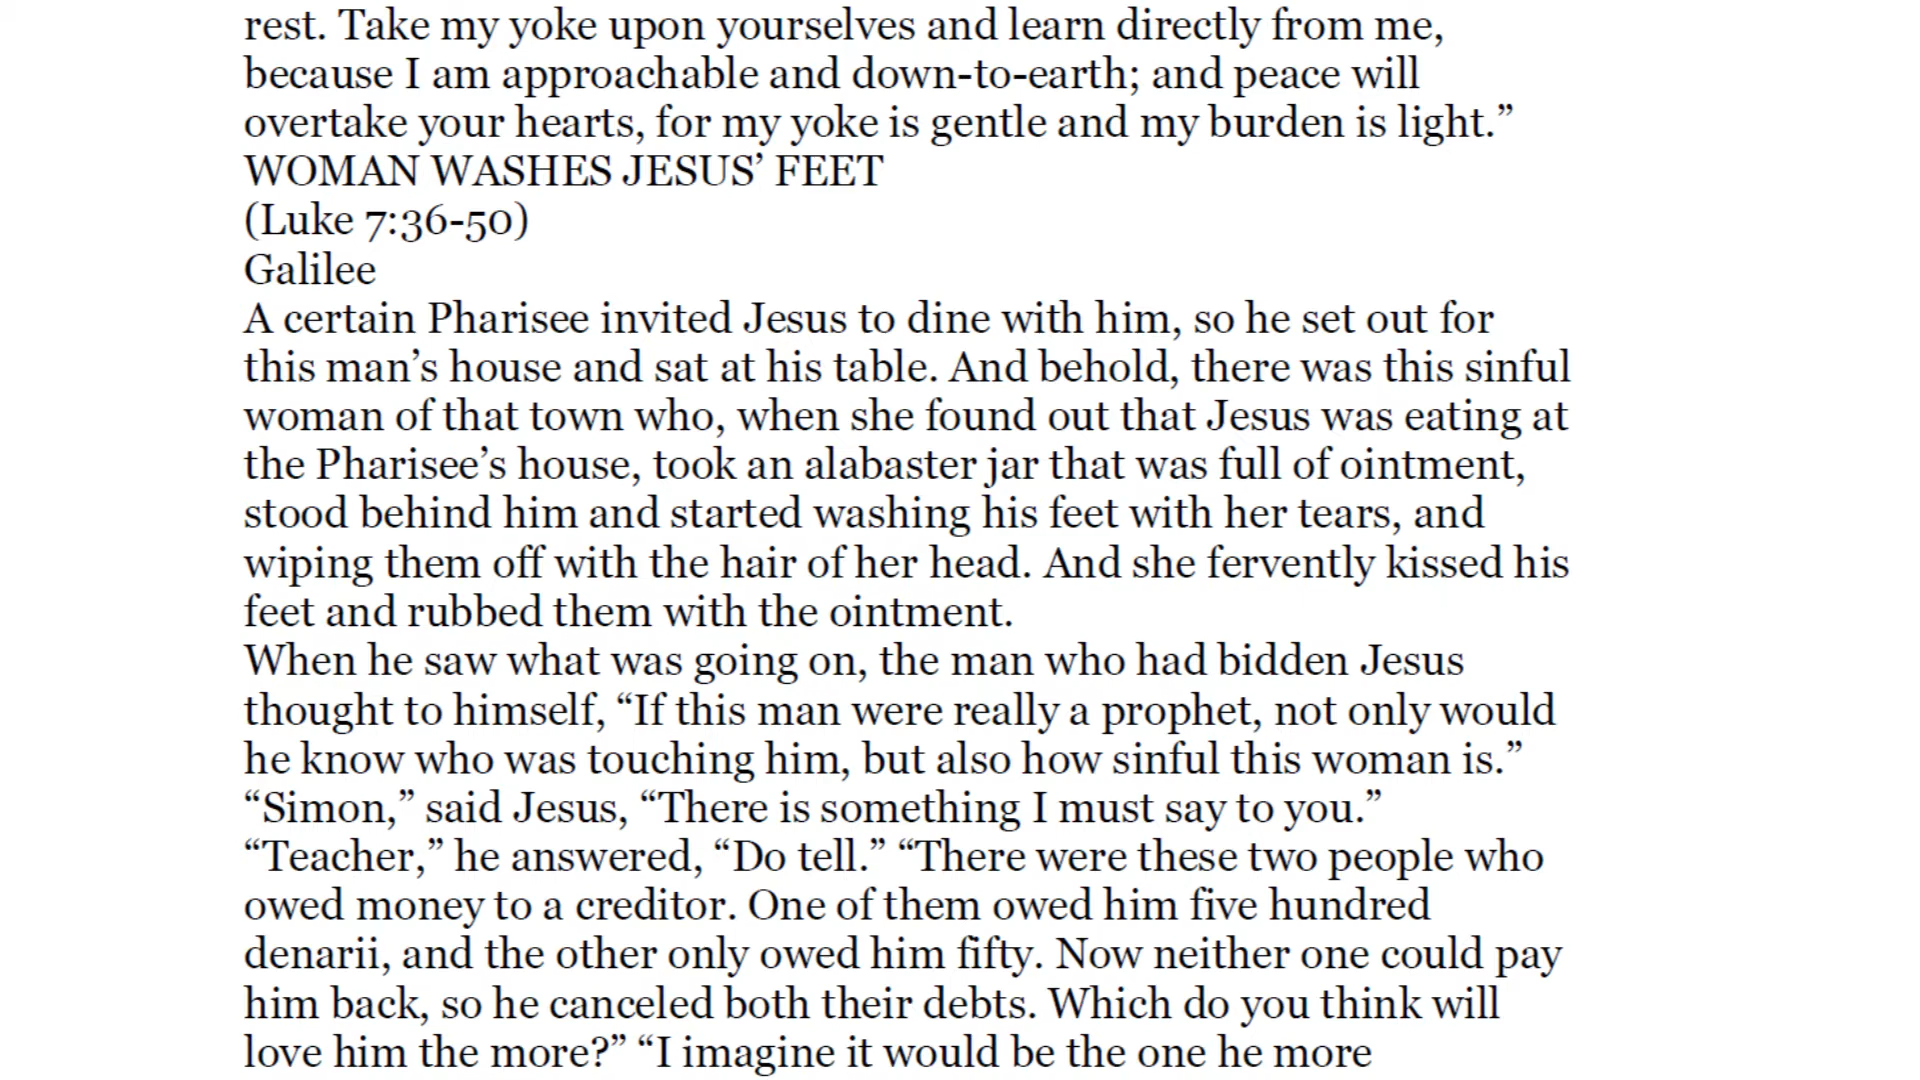 rest. Take my yoke upon yourselves and learn directly from me,
because I am approachable and down-to-earth; and peace will
overtake your hearts, for my yoke is gentle and my burden is light.”
WOMAN WASHES JESUS’ FEET
(Luke 7:36-50)
Galilee
A certain Pharisee invited Jesus to dine with him, so he set out for
this man’s house and sat at his table. And behold, there was this sinful
woman of that town who, when she found out that Jesus was eating at
the Pharisee’s house, took an alabaster jar that was full of ointment,
stood behind him and started washing his feet with her tears, and
wiping them off with the hair of her head. And she fervently kissed his
feet and rubbed them with the ointment.
When he saw what was going on, the man who had bidden Jesus
thought to himself, “If this man were really a prophet, not only would
he know who was touching him, but also how sinful this woman is.”
“Simon,” said Jesus, “There is something I must say to you.”
“Teacher,” he answered, “Do tell.” “There were these two people who
owed money to a creditor. One of them owed him five hundred
denarii, and the other only owed him fifty. Now neither one could pay
him back, so he canceled both their debts. Which do you think will
love him the more?” “I imagine it would be the one he more